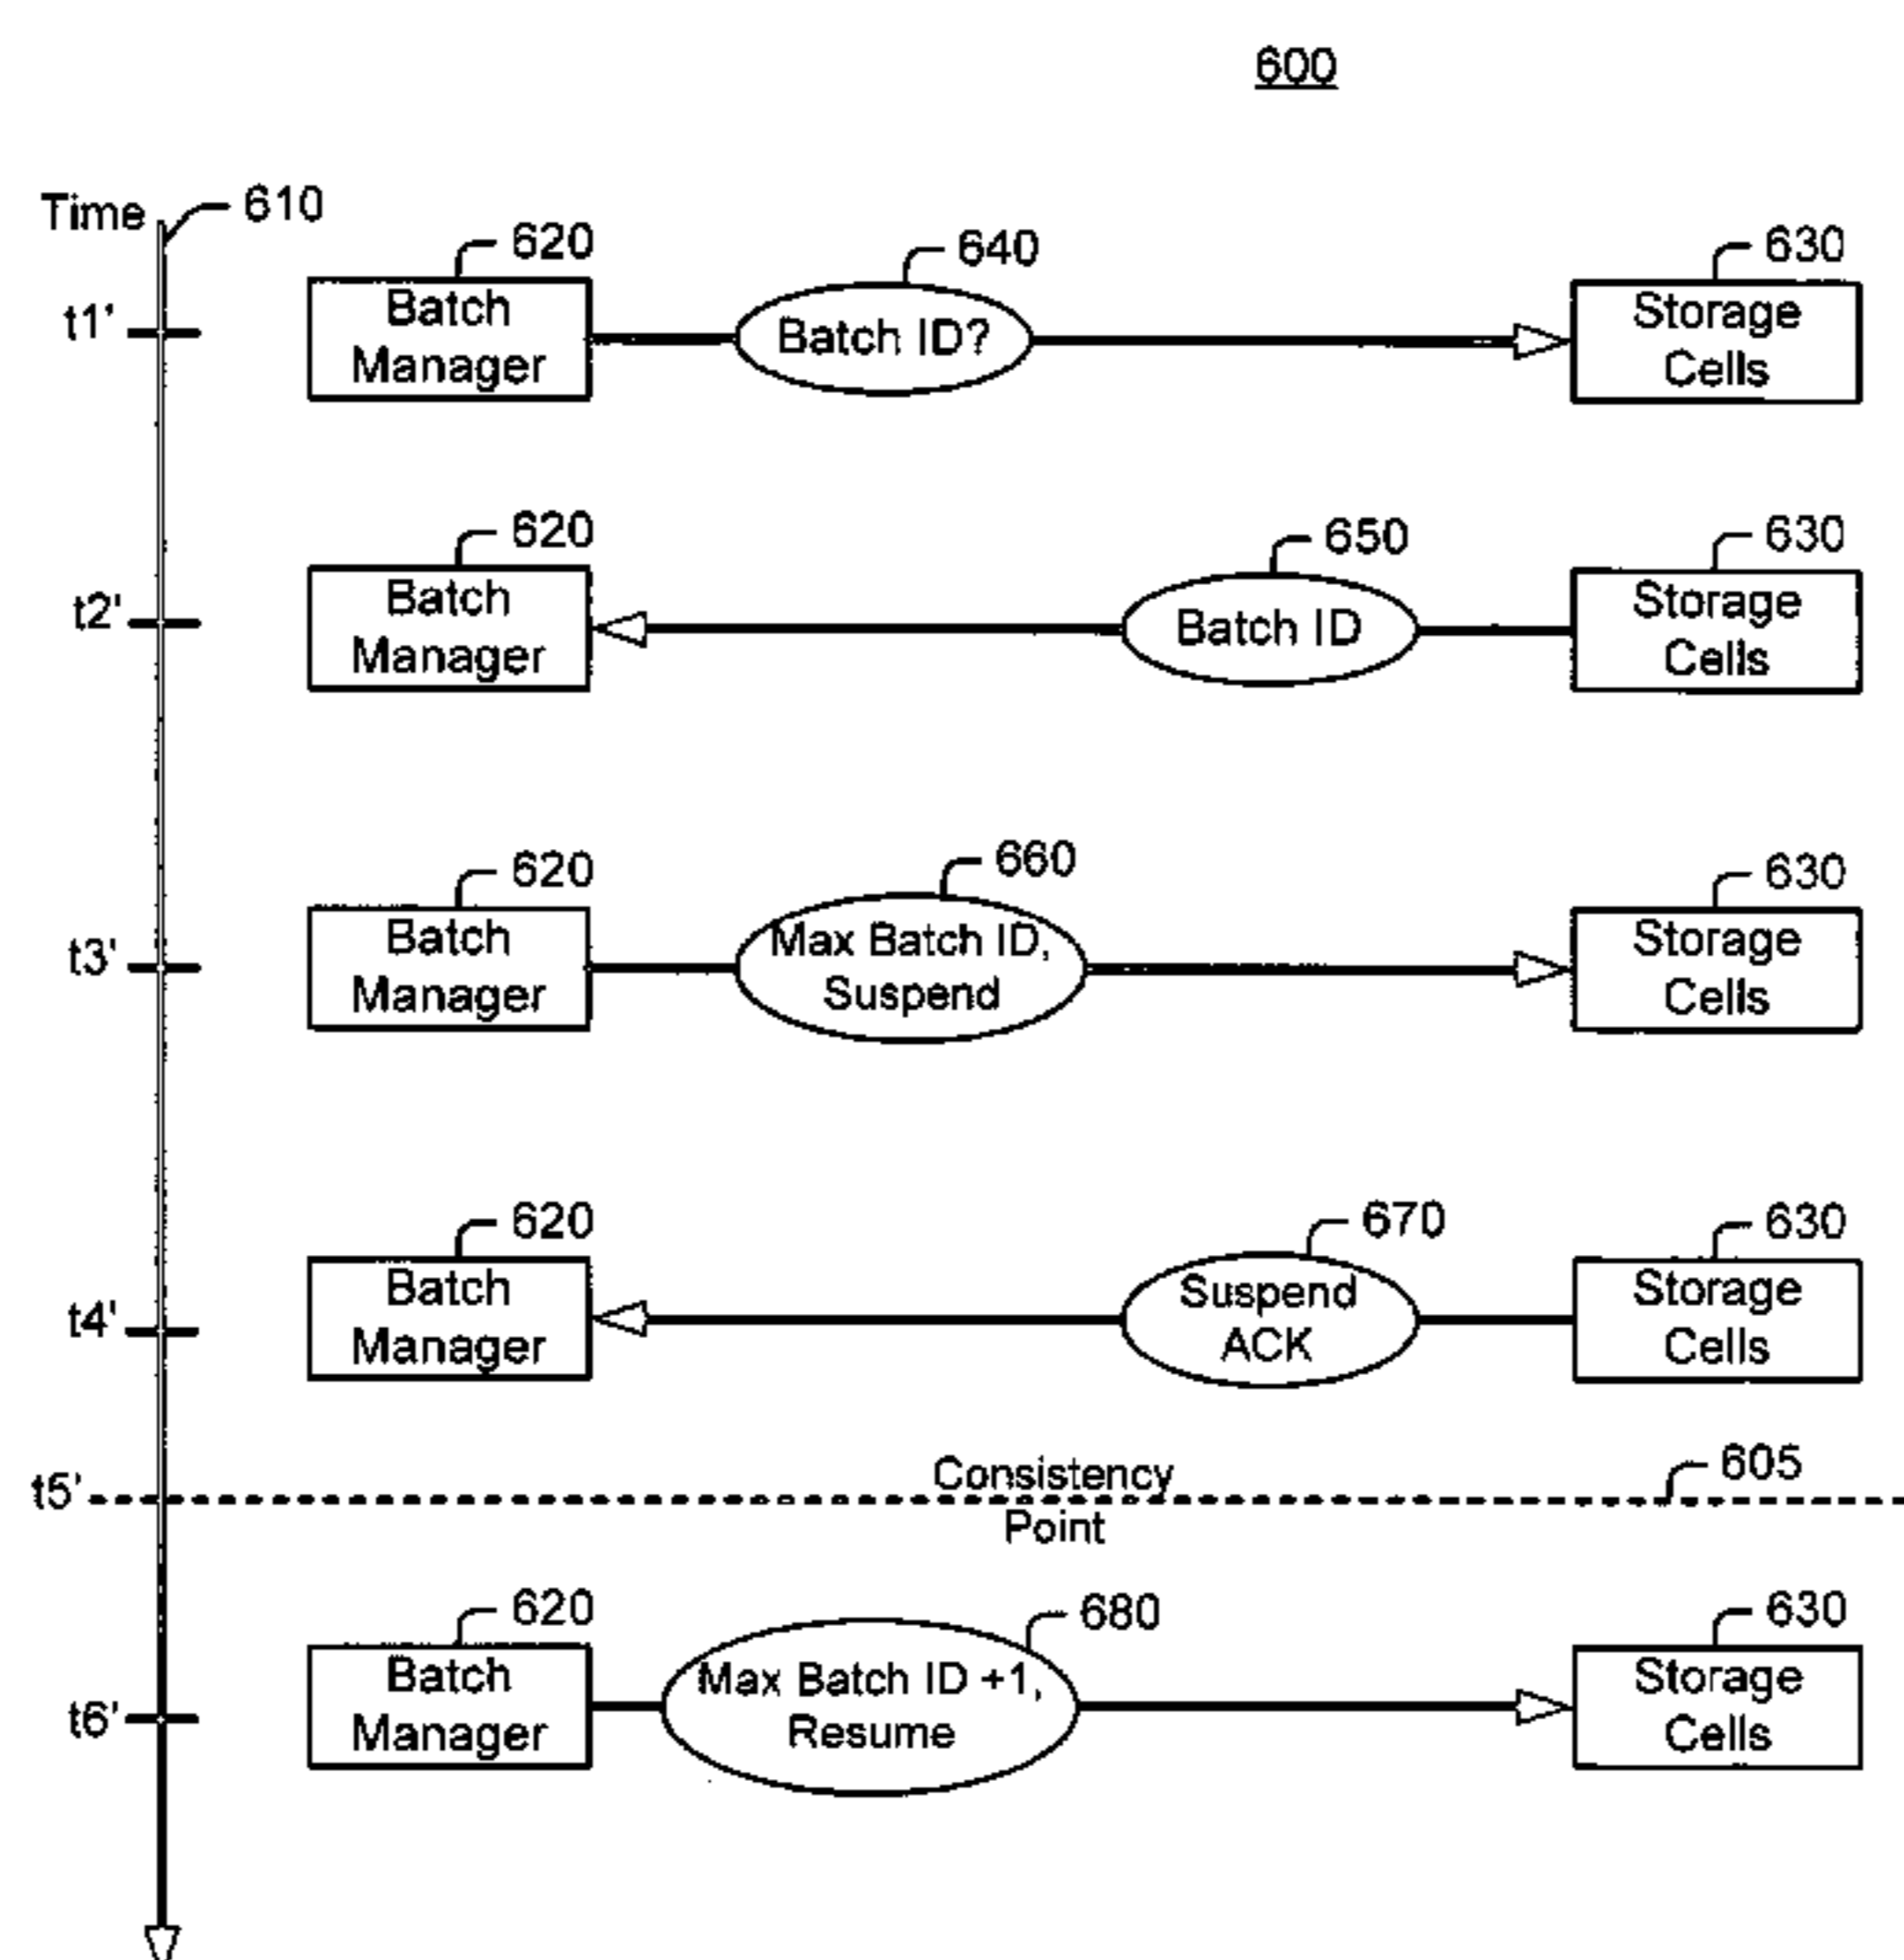 600
Time
610
620
640
630
t1'
Batch
Manager
Batch ID?
Storage
Cells
620
650
630
t2'
Batch
Manager
Batch ID
Storage
Cells
620
660
630
t3'
Batch
Manager
Max Batch ID,
Suspend
Storage
Cells
620
670
630
t4'
Batch
Manager
Suspend
ACK
Storage
Cells
t5'
Consistency
Point
605
620
680
630
t6'
Batch
Manager
Max Batch ID +1,
Resume
Storage
Cells